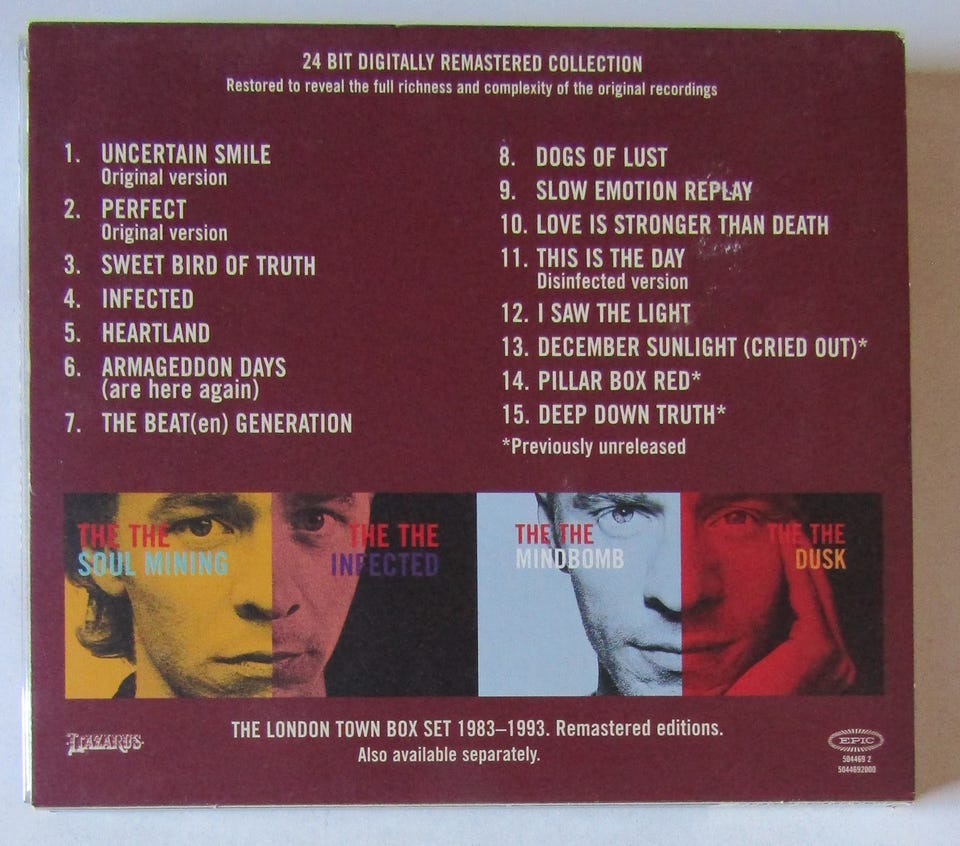 24 BIT DIGITALLY REMASTERED COLLECTION
Restored to reveal the full richness and complexity of the original recordings
1. UNCERTAIN SMILE
Original version
2. PERFECT
Original version
3. SWEET BIRD OF TRUTH
4. INFECTED
5. HEARTLAND
6. ARMAGEDDON DAYS
(are here again)
7. THE BEAT(en) GENERATION
8. DOGS OF LUST
9. SLOW EMOTION REPLAY
10. LOVE IS STRONGER THAN DEATH
11. THIS IS THE DAY
Disinfected version
12. I SAW THE LIGHT
13. DECEMBER SUNLIGHT (CRIED OUT)*
14. PILLAR BOX RED*
15. DEEP DOWN TRUTH*
*Previously unreleased
THE THE
SOUL MINING
THE THE
INFECTED
THE THE
MINDBOMB
THE THE
DUSK
THE LONDON TOWN BOX SET 1983–1993. Remastered editions.
Also available separately.
LAZARUS
EPIC
504469 2
5044692000